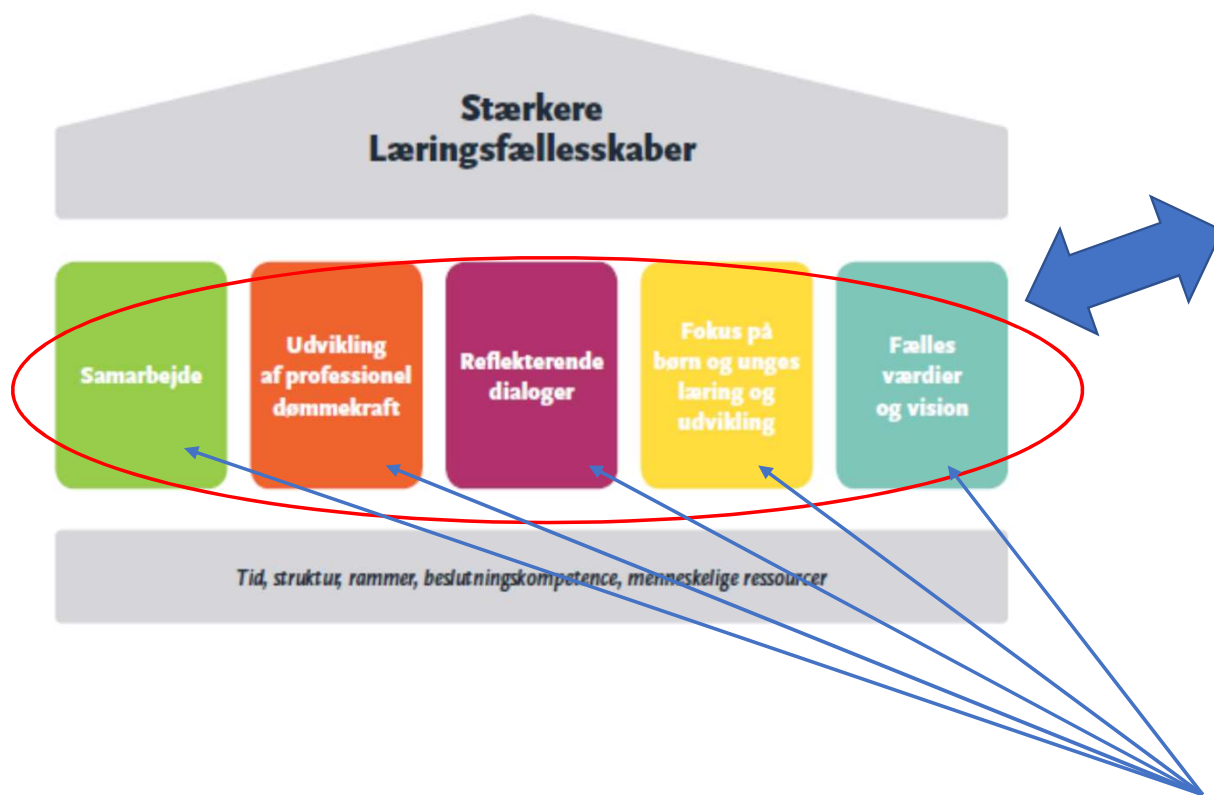 Stærkere
Læringsfællesskaber
Samarbejde
Udvikling
af professionel
dømmekraft
Reflekterende
dialoger
Fokus på
børn og unges
læring og
udvikling
Fælles
værdier
og vision
Tid, struktur, rammer, beslutningskompetence, menneskelige ressourcer